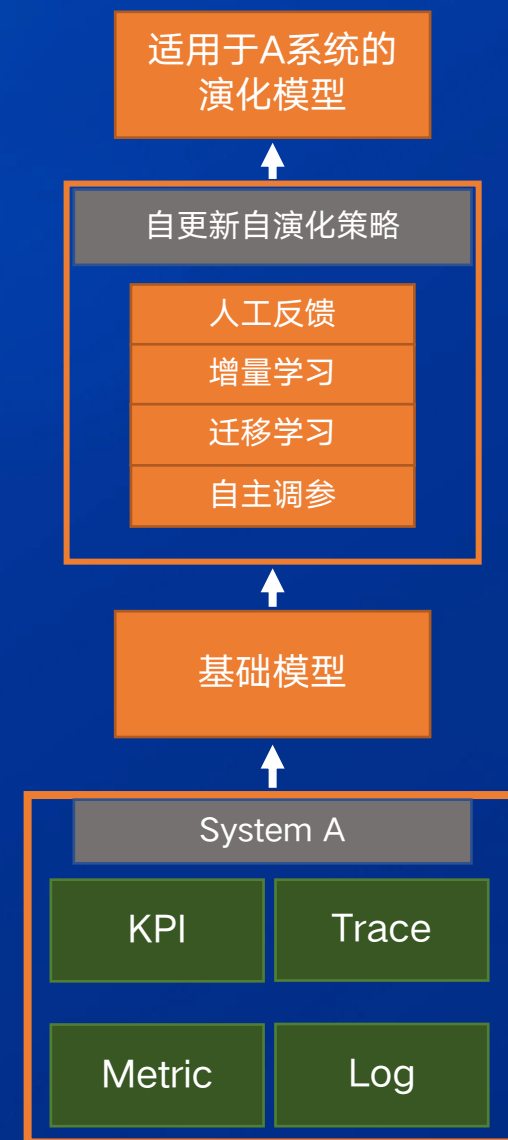 适用于A系统的
演化模型
自更新自演化策略
人工反馈
增量学习
迁移学习
自主调参
基础模型
System A
KPI
Trace
Metric
Log